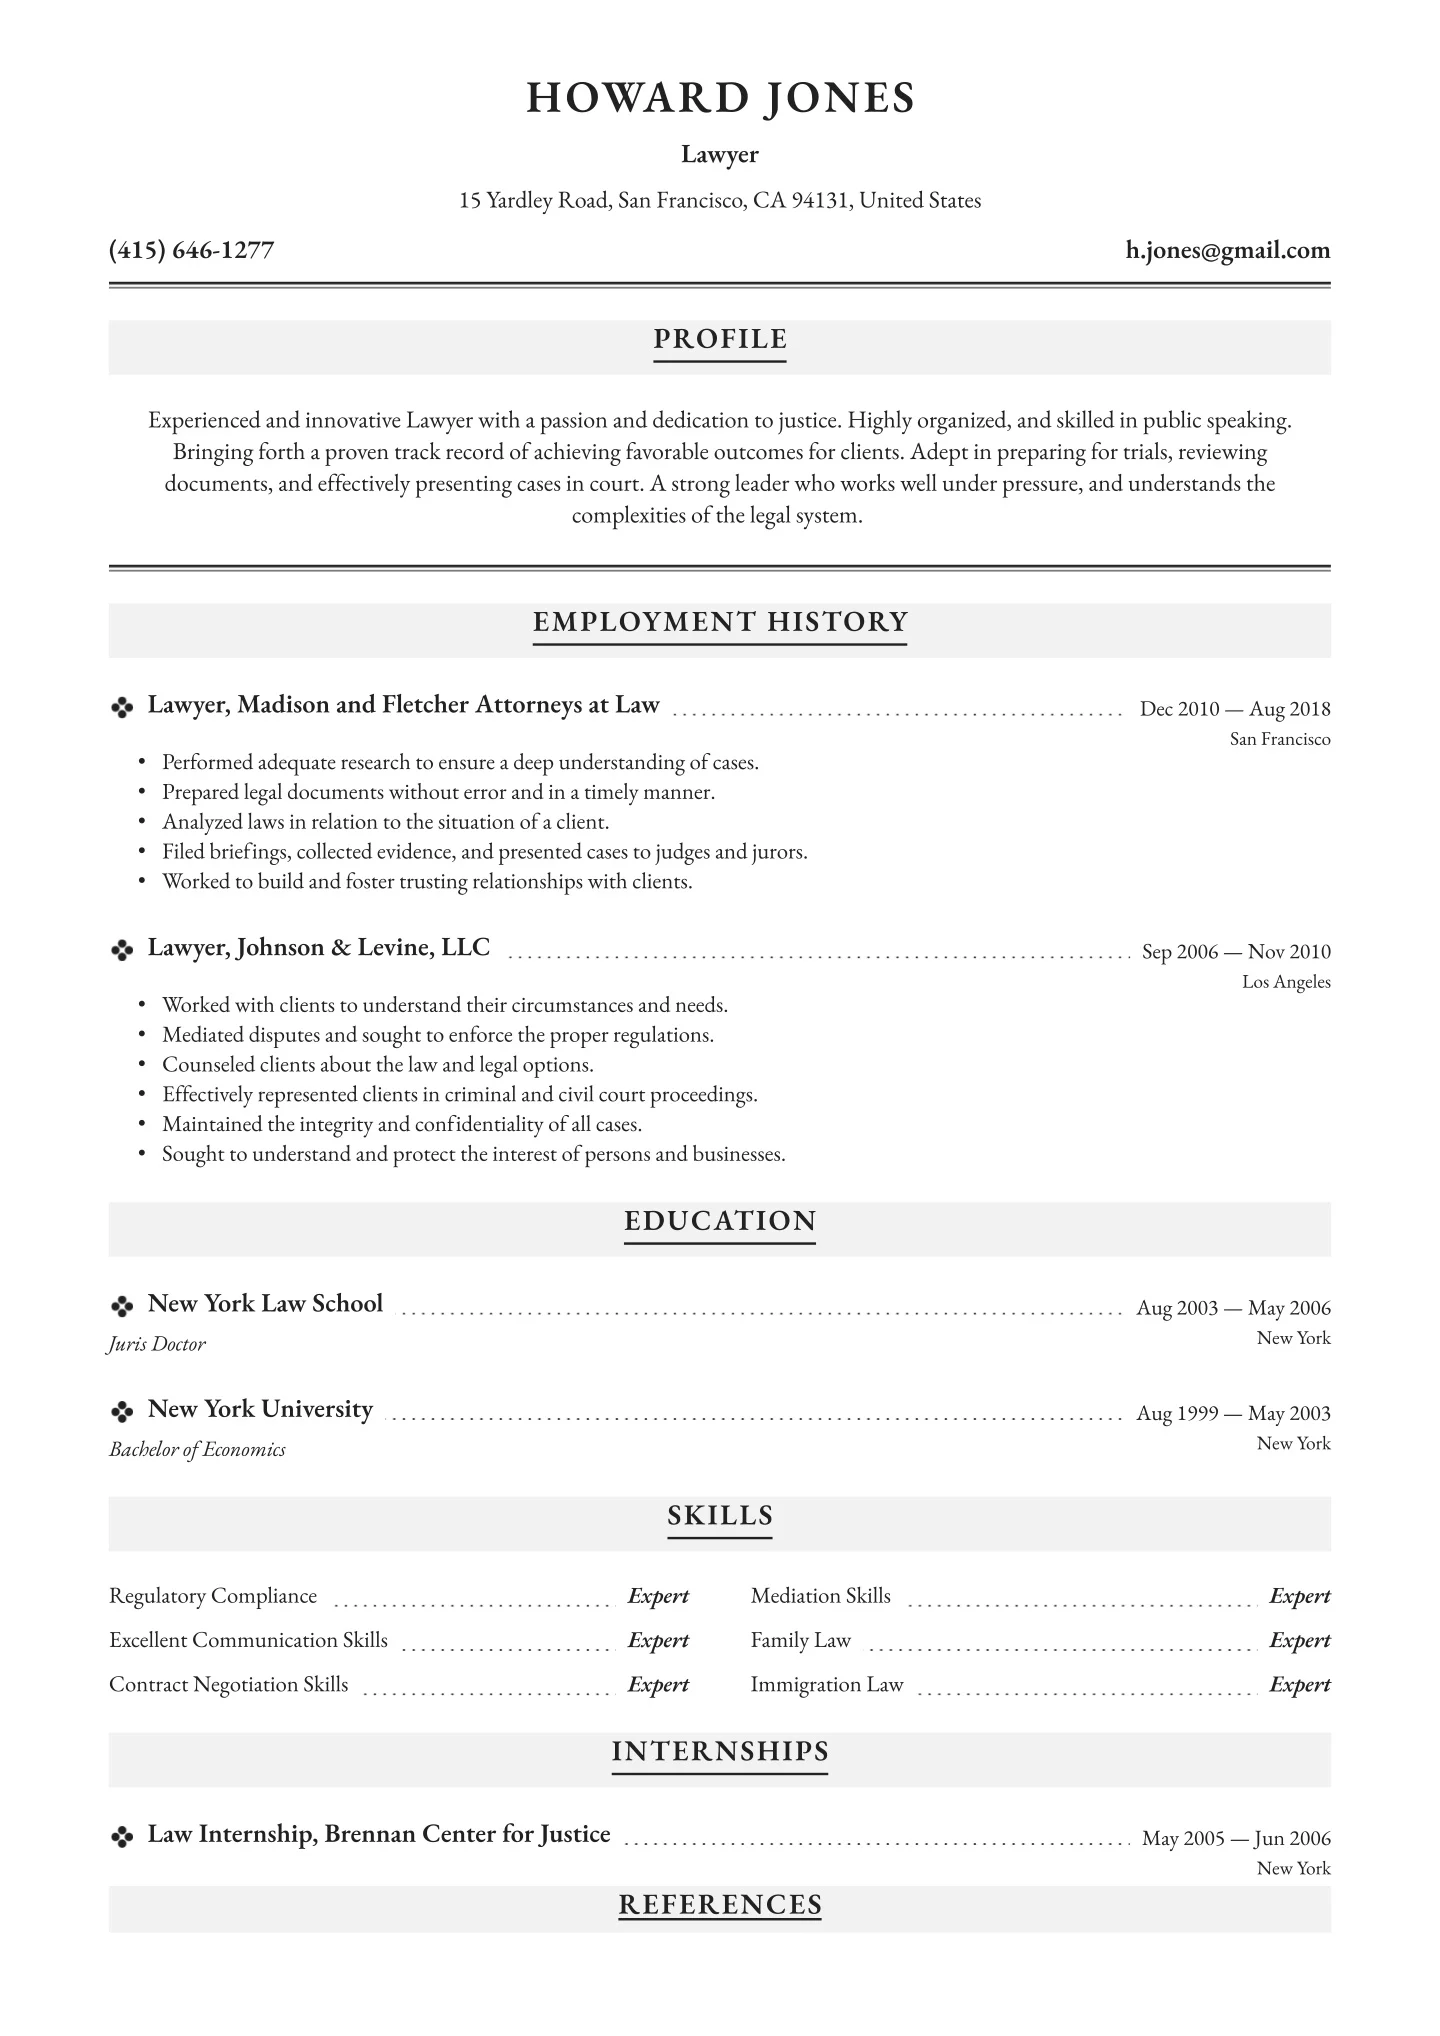 HOWARD JONES
Lawyer
15 Yardley Road, San Francisco, CA 94131, United States
(415) 646-1277 h.jones@gmail.com
PROFILE
Experienced and innovative Lawyer with a passion and dedication to justice. Highly organized, and skilled in public speaking.
Bringing forth a proven track record of achieving favorable outcomes for clients. Adept in preparing for trials, reviewing
documents, and effectively presenting cases in court. A strong leader who works well under pressure, and understands the
complexities of the legal system.
EMPLOYMENT HISTORY
Lawyer, Madison and Fletcher Attorneys at Law Dec 2010 — Aug 2018
San Francisco
• Performed adequate research to ensure a deep understanding of cases.
• Prepared legal documents without error and in a timely manner.
• Analyzed laws in relation to the situation of a client.
• Filed briefings, collected evidence, and presented cases to judges and jurors.
• Worked to build and foster trusting relationships with clients.
Lawyer, Johnson & Levine, LLC Sep 2006 — Nov 2010
Los Angeles
• Worked with clients to understand their circumstances and needs.
• Mediated disputes and sought to enforce the proper regulations.
• Counseled clients about the law and legal options.
• Effectively represented clients in criminal and civil court proceedings.
• Maintained the integrity and confidentiality of all cases.
• Sought to understand and protect the interest of persons and businesses.
EDUCATION
New York Law School Aug 2003 — May 2006
Juris Doctor New York
New York University Aug 1999 — May 2003
Bachelor of Economics New York
SKILLS
Regulatory Compliance Expert Mediation Skills Expert
Excellent Communication Skills Expert Family Law Expert
Contract Negotiation Skills Expert Immigration Law Expert
INTERNSHIPS
Law Internship, Brennan Center for Justice May 2005 — Jun 2006
New York
REFERENCES